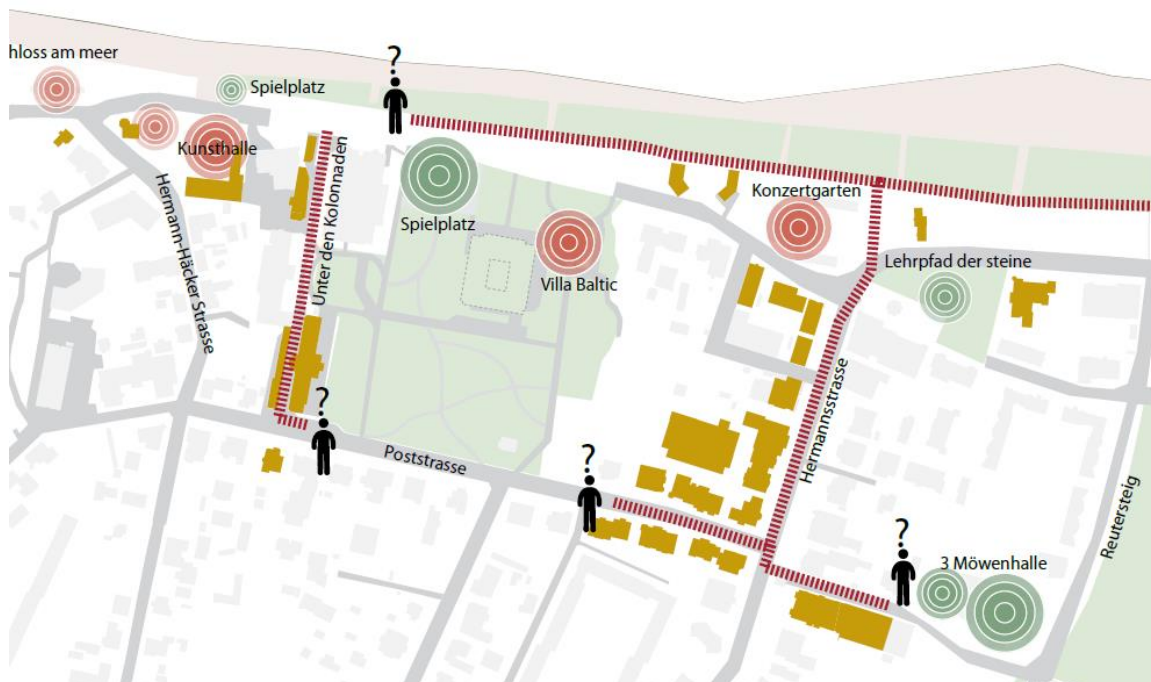 hloss am meer
Spielplatz
?
Kunsthalle
Hermann-Häcker Strasse
Unter den Kolonnaden
Spielplatz
Villa Baltic
Konzertgarten
Lehrpfad der steine
Hermannsstrasse
?
Poststrasse
?
?
3 Möwenhalle
Reutersteig